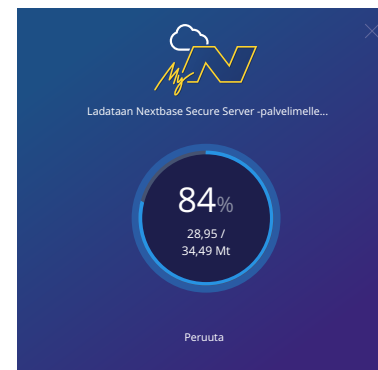 My N
Ladataan Nextbase Secure Server -palvelimelle...
84%
28,95 /
34,49 Mt
Peruuta